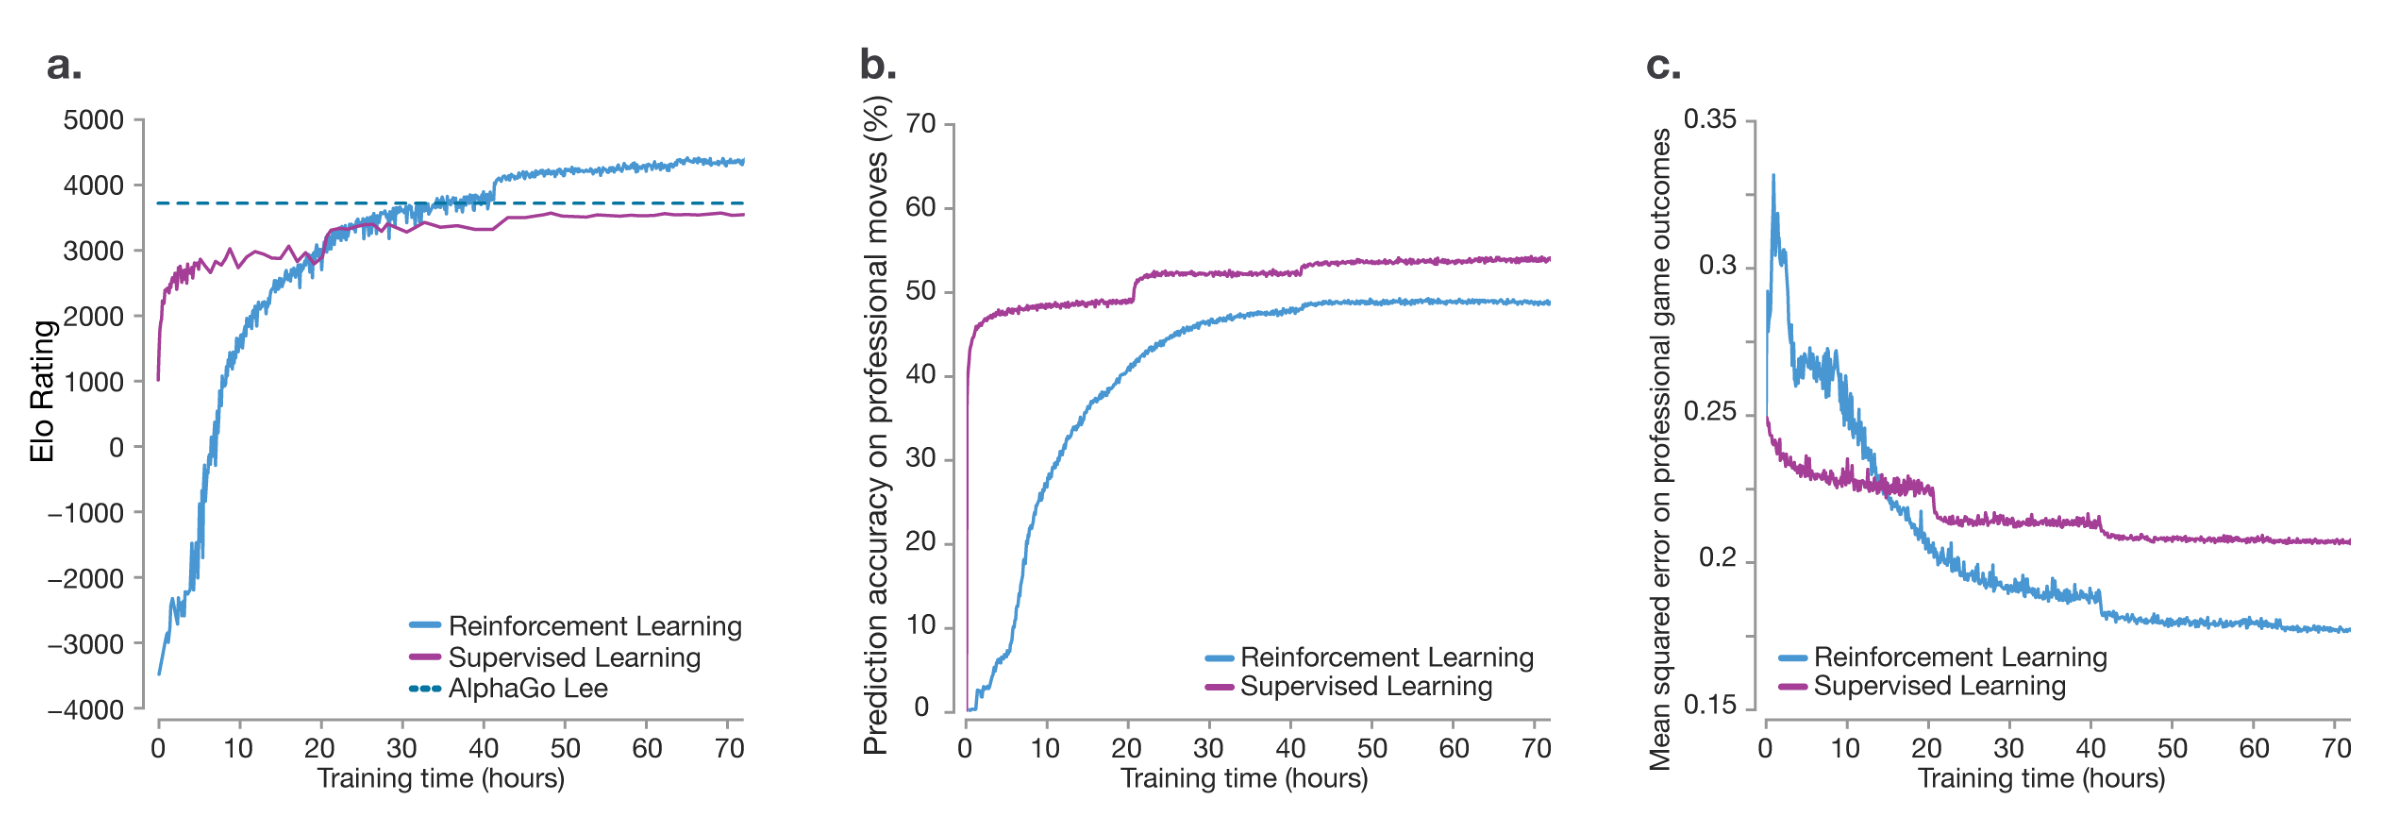 a.
5000
4000
3000
2000
1000
0
−1000
−2000
−3000
−4000
Elo Rating
0 10 20 30 40 50 60 70
Training time (hours)
Reinforcement Learning
Supervised Learning
AlphaGo Lee
b.
70
60
50
40
30
20
10
0
Prediction accuracy on professional moves (%)
0 10 20 30 40 50 60 70
Training time (hours)
Reinforcement Learning
Supervised Learning
c.
0.35
0.3
0.25
0.2
0.15
Mean squared error on professional game outcomes
0 10 20 30 40 50 60 70
Training time (hours)
Reinforcement Learning
Supervised Learning